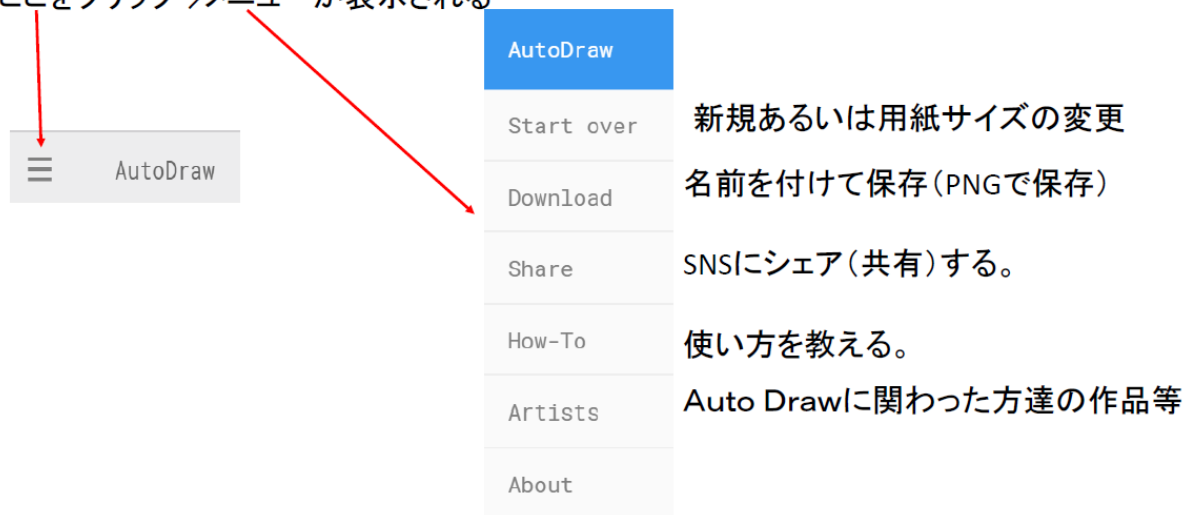 AutoDraw
AutoDraw
Start over 新規あるいは用紙サイズの変更
Download 名前を付けて保存(PNGで保存)
Share SNSにシェア(共有)する。
How-To 使い方を教える。
Artists Auto Drawに関わった方達の作品等
About